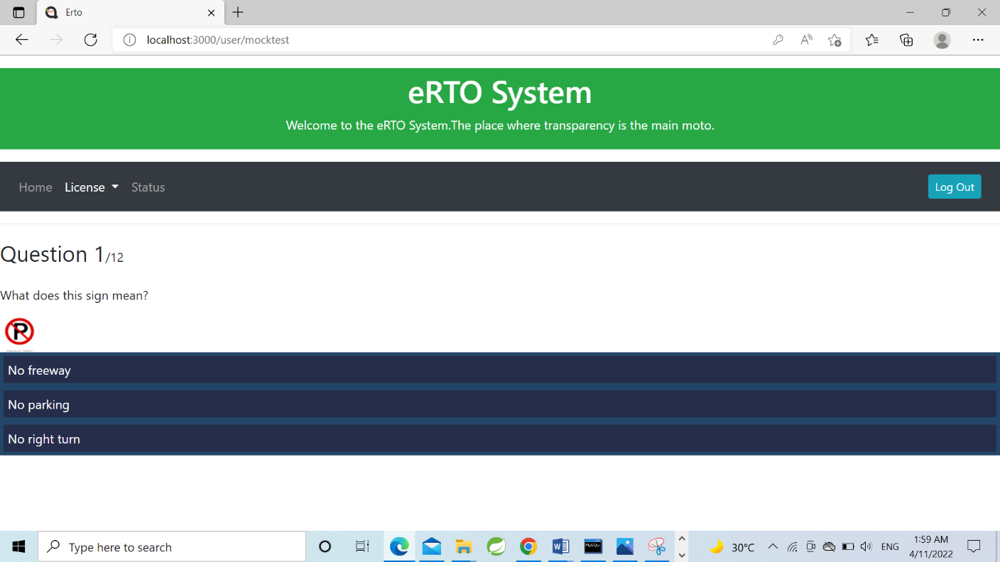 Erto
localhost:3000/user/mocktest
eRTO System
Welcome to the eRTO System.The place where transparency is the main moto.
Home License Status Log Out
Question 1/12
What does this sign mean?
P
No freeway
No parking
No right turn
Type here to search
MySQL
30°C
ENG
1:59 AM
4/11/2022